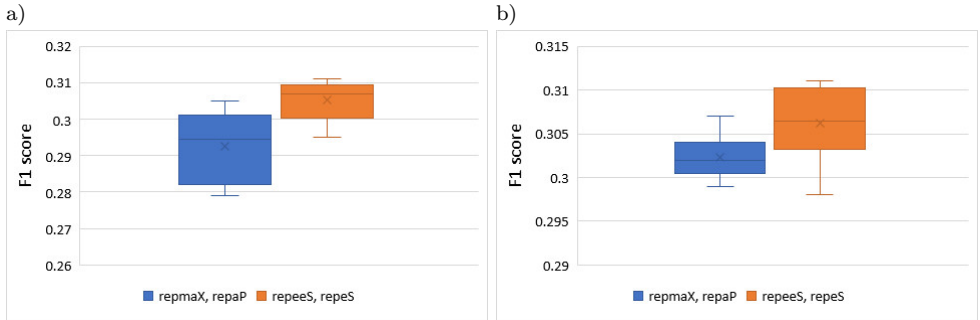 a)
0.32
0.31
0.3
0.29
0.28
0.27
0.26
F1 score
repmaX, repaP repeeS, repeS
b)
0.315
0.31
0.305
0.3
0.295
0.29
F1 score
repmaX, repaP repeeS, repeS